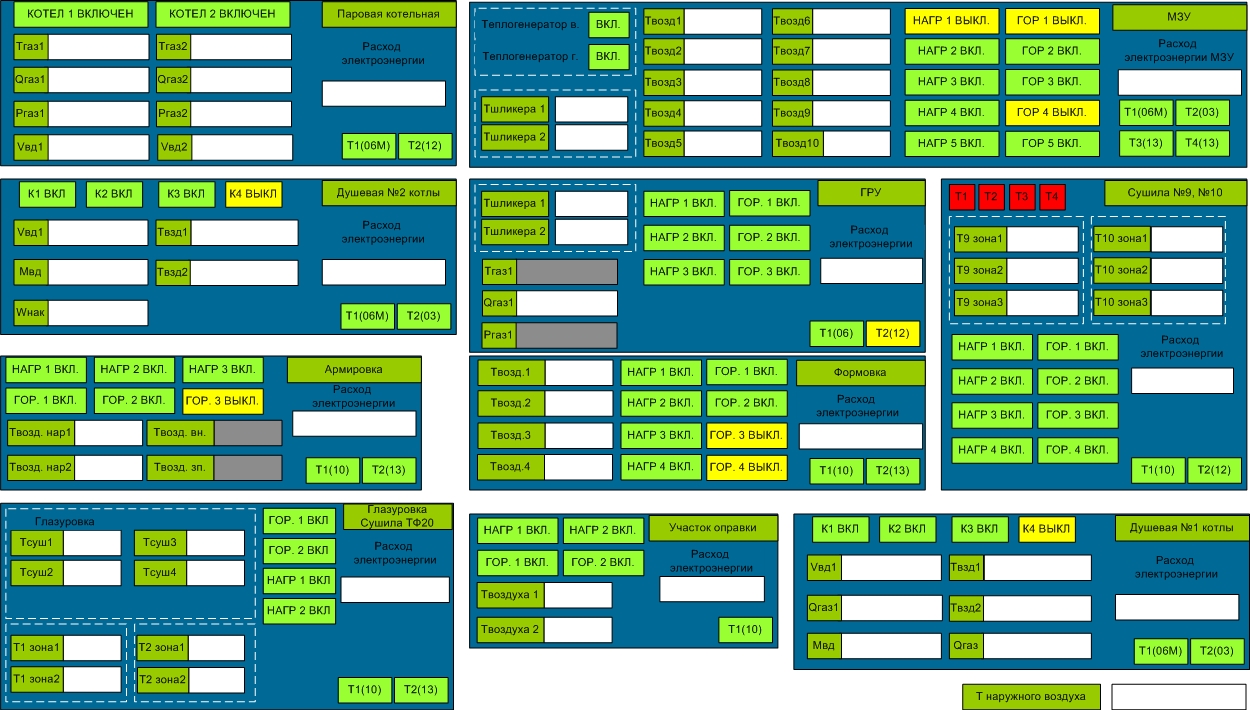 КОТЕЛ 1 ВКЛЮЧЕН
КОТЕЛ 2 ВКЛЮЧЕН
Паровая котельная
Тгаз1
Тгаз2
Расход
электроэнергии
Qгаз1
Qгаз2
Ргаз1
Ргаз2
Vвд1
Vвд2
Т1(06М)
Т2(12)
Теплогенератор в.
ВКЛ.
Теплогенератор г.
ВКЛ.
Тшликера 1
Тшликера 2
Твозд1
Твозд6
Твозд2
Твозд7
Твозд3
Твозд8
Твозд4
Твозд9
Твозд5
Твозд10
НАГР 1 ВЫКЛ.
ГОР 1 ВЫКЛ.
НАГР 2 ВКЛ.
ГОР 2 ВКЛ.
НАГР 3 ВКЛ.
ГОР 3 ВКЛ.
НАГР 4 ВКЛ.
ГОР 4 ВЫКЛ.
НАГР 5 ВКЛ.
ГОР 5 ВКЛ.
МЗУ
Расход
электроэнергии МЗУ
Т1(06М)
Т2(03)
Т3(13)
Т4(13)
К1 ВКЛ
К2 ВКЛ
К3 ВКЛ
К4 ВЫКЛ
Душевая №2 котлы
Vвд1
Твзд1
Расход
электроэнергии
Мвд
Твзд2
Wнак
Т1(06М)
Т2(03)
Тшликера 1
Тшликера 2
НАГР 1 ВКЛ.
ГОР. 1 ВКЛ.
НАГР 2 ВКЛ.
ГОР. 2 ВКЛ.
НАГР 3 ВКЛ.
ГОР. 3 ВКЛ.
ГРУ
Расход
электроэнергии
Тгаз1
Qгаз1
Ргаз1
Т1(06)
Т2(12)
Т1
Т2
Т3
Т4
Сушила №9, №10
Т9 зона1
Т10 зона1
Т9 зона2
Т10 зона2
Т9 зона3
Т10 зона3
НАГР 1 ВКЛ.
ГОР. 1 ВКЛ.
НАГР 2 ВКЛ.
ГОР. 2 ВКЛ.
НАГР 3 ВКЛ.
ГОР. 3 ВКЛ.
НАГР 4 ВКЛ.
ГОР. 4 ВКЛ.
Расход
электроэнергии
Т1(10)
Т2(12)
НАГР 1 ВКЛ.
НАГР 2 ВКЛ.
НАГР 3 ВКЛ
Армировка
ГОР. 1 ВКЛ.
ГОР. 2 ВКЛ.
ГОР. 3 ВЫКЛ.
Расход
электроэнергии
Твозд. нар1
Твозд. вн.
Твозд. нар2
Твозд. зп.
Т1(10)
Т2(13)
Твозд.1
НАГР 1 ВКЛ.
ГОР. 1 ВКЛ.
Твозд.2
НАГР 2 ВКЛ.
ГОР. 2 ВКЛ.
Твозд.3
НАГР 3 ВКЛ.
ГОР. 3 ВЫКЛ.
Твозд.4
НАГР 4 ВКЛ.
ГОР. 4 ВЫКЛ.
Формовка
Расход
электроэнергии
Т1(10)
Т2(13)
Глазуровка
Тсуш1
Тсуш3
Тсуш2
Тсуш4
ГОР. 1 ВКЛ
ГОР. 2 ВКЛ
НАГР 1 ВКЛ
НАГР 2 ВКЛ
Глазуровка
Сушила ТФ20
Расход
электроэнергии
Т1 зона1
Т2 зона1
Т1 зона2
Т2 зона2
Т1(10)
Т2(13)
НАГР 1 ВКЛ.
НАГР 2 ВКЛ.
Участок оправки
ГОР. 1 ВКЛ.
ГОР. 2 ВКЛ.
Расход
электроэнергии
Твоздуха 1
Твоздуха 2
Т1(10)
К1 ВКЛ
К2 ВКЛ
К3 ВКЛ
К4 ВЫКЛ
Душевая №1 котлы
Vвд1
Твзд1
Расход
электроэнергии
Qгаз1
Твзд2
Мвд
Qгаз
Т1(06М)
Т2(03)
Т наружного воздуха